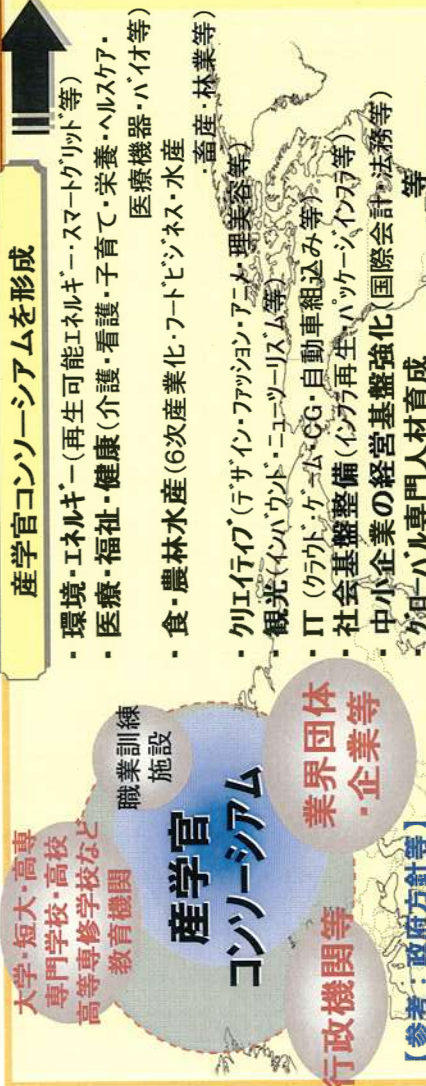 産学官コンソーシアムを形成
大学・短大・高専
専門学校・高校
高等専修学校など
教育機関
職業訓練
施設
産学官
コンソーシアム
行政機関等
業界団体
・企業等
・環境・エネルギー(再生可能エネルギー・スマートグリッド等)
・医療・福祉・健康(介護・看護・子育て・栄養・ヘルスケア・
医療機器・バイオ等)
・食・農林水産(6次産業化・フードビジネス・水産
・畜産・林業等)
・クリエイティブ(デザイン・ファッション・アニメ・理美容等)
・観光(インバウンド・ニューツーリズム等)
・IT(クラウド・ゲーム・CG・自動車組込み等)
・社会基盤整備(インフラ再生・パッケージインフラ等)
・中小企業の経営基盤強化(国際会計・法務等)
・グローバル専門人材育成 等
【参考:政府方針等】